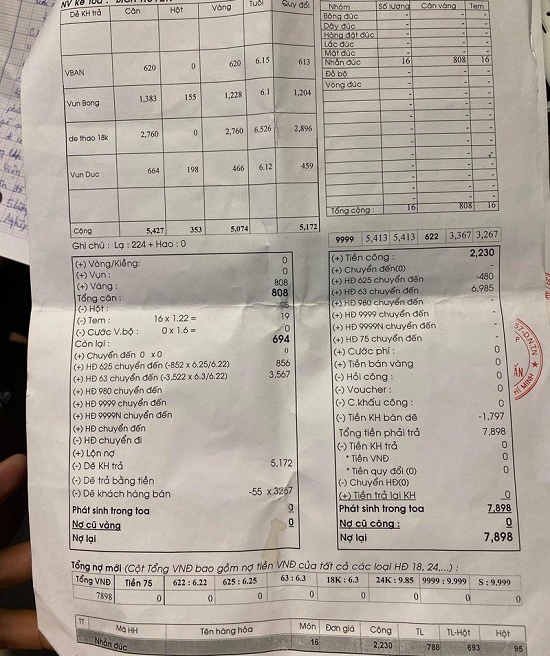 NV kế toa :
Dẻ KH trả Cân Hột Vàng Tuổi Quy đổi
VBAN 620 0 620 6.15 613
Vun Bong 1,383 155 1,228 6.1 1,204
de thao 18k 2,760 0 2,760 6.526 2,896
Vun Duc 664 198 466 6.12 459
Cộng 5,427 353 5,074 5,172
Ghi chú : La : 224 + Hao : 0
Nhóm Số lượng Cân vàng Tem
Bông đúc - - -
Dây đúc - - -
Hàng đặt đúc - - -
Lắc đúc - - -
Mặt đúc - - -
Nhẫn đúc 16 808 16
Đồ bộ - - -
Vòng đúc - - -
Tổng công : 16 808 16
9999 5,413 5,413 622 3,367 3,267
(+) Vòng/Kiềng: 0
(+) Vụn : 0
(+) Vàng : 808
Tổng cân : 808
(-) Hột : 95
(-) Tem : 16 x 1.22 = 19
(-) Cước V.bộ : 0 x 1.6 = 0
Còn lại : 694
(+) Chuyển đến 0 x 0 0
(+) HĐ 625 chuyển đến (-852 x 6.25/6.22) 856
(+) HĐ 63 chuyển đến (-3,522 x 6.3/6.22) 3,567
(+) HĐ 980 chuyển đến
(+) HĐ 9999 chuyển đến
(+) HĐ 9999N chuyển đến
(+) HĐ chuyển đến
(-) HĐ chuyển đi
(+) Lộn nợ
(-) Dẻ KH trả 5,172
(-) Dẻ trả bằng tiền
(-) Dẻ khách hàng bán -55 x 3267
Phát sinh trong toa 0
Nợ cũ vàng 0
Nợ lại
(+) Tiền công : 2,230
(+) Chuyển đến(0)
(+) HĐ 625 chuyển đến -480
(+) HĐ 63 chuyển đến 6,985
(+) HĐ 980 chuyển đến -
(+) HĐ 9999 chuyển đến -
(+) HĐ 9999N chuyển đến -
(+) HĐ 75 chuyển đến -
(+) Cước phí : 0
(+) Tiền bán vàng 0
(-) Hồi công : 0
(-) Voucher : 0
(-) C.khấu công : 0
(-) Tiền KH bán dẻ -1,797
Tổng tiền phải trả 7,898
(-) Tiền KH trả 0
* Tiền VNĐ 0
* Tiền quy đổi (0) 0
(-) Chuyển HĐ(0)
(+) Tiền trả lại KH 0
Phát sinh trong toa 7,898
Nợ cũ công : 0
Nợ lại 7,898
Tổng nợ mới (Cột Tổng VNĐ bao gồm nợ tiền VNĐ của tất cả các loại HĐ 18, 24,...) :
Tổng VNĐ Tiền 75 622 : 6.22 625 : 6.25 63 : 6.3 18K : 6.3 24K : 9.85 9999 : 9.999 S : 9.999
7898 0 0 0 0 0 0 0 0
TT Mã HH Tên hàng hóa Món Đơn giá Công TL TL-Hột Hột
Nhẫn đúc 16 2,230 788 693 95